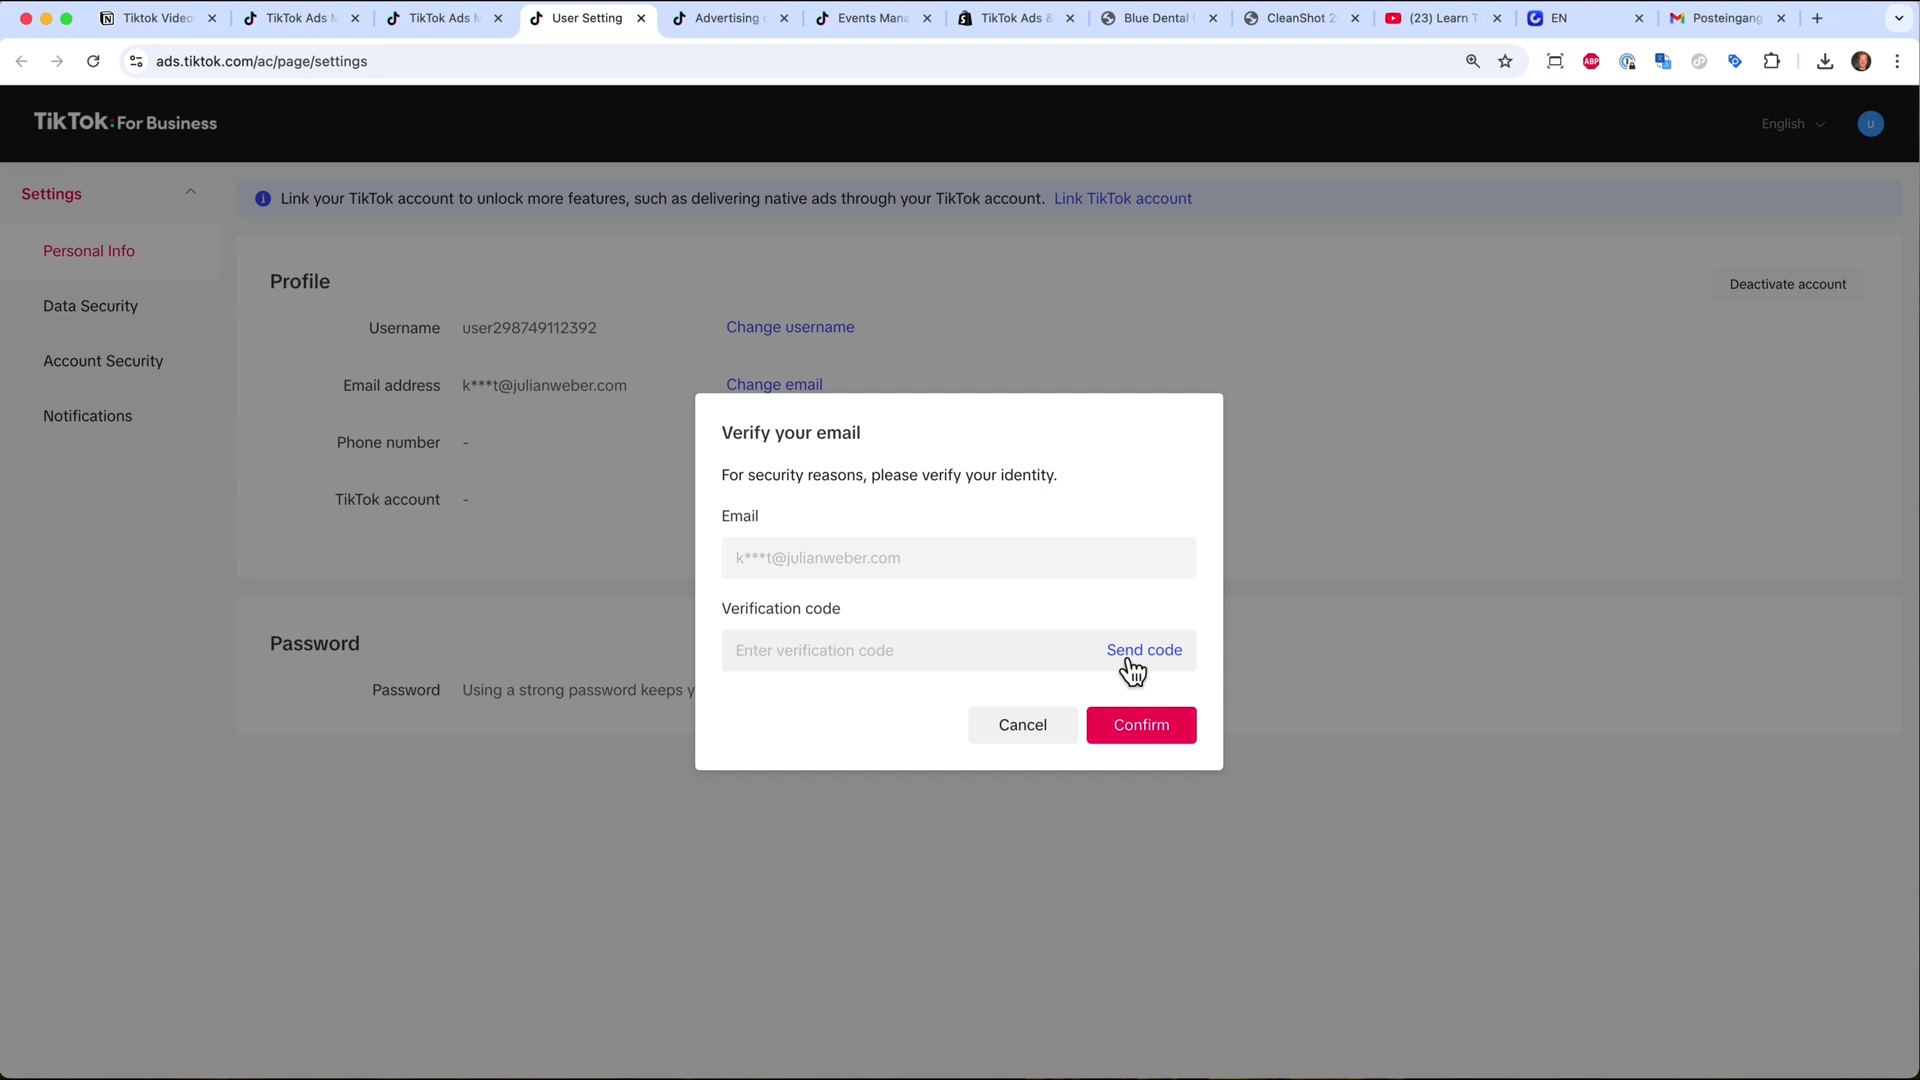 Tiktok Video
TikTok Ads M
TikTok Ads M
User Setting
Advertising
Events Mana
TikTok Ads &
Blue Dental
CleanShot 2
(23) Learn T
EN
Posteingang
ads.tiktok.com/ac/page/settings
ABP
TikTok: For Business
English
U
Settings
Link your TikTok account to unlock more features, such as delivering native ads through your TikTok account. Link TikTok account
Personal Info
Data Security
Account Security
Notifications
Profile
Deactivate account
Username user298749112392 Change username
Email address k***t@julianweber.com Change email
Phone number -
TikTok account -
Password
Password Using a strong password keeps y
Verify your email
For security reasons, please verify your identity.
Email
k***t@julianweber.com
Verification code
Enter verification code Send code
Cancel Confirm